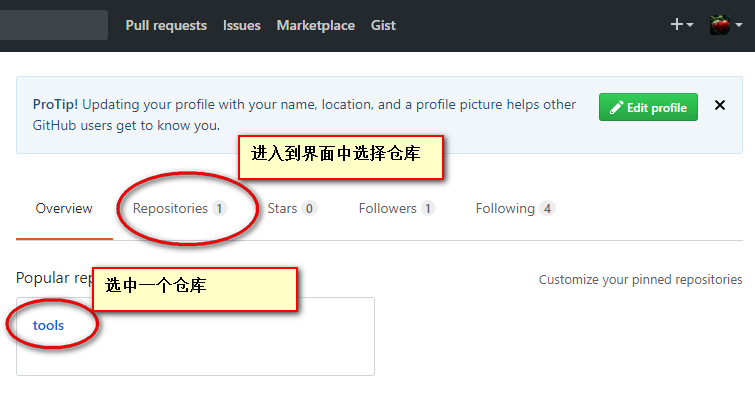 Pull requests Issues Marketplace Gist
ProTip! Updating your profile with your name, location, and a profile picture helps other
GitHub users get to know you.
Edit profile
进入到界面中选择仓库
Overview Repositories 1 Stars 0 Followers 1 Following 4
Popular rep
Customize your pinned repositories
选中一个仓库
tools